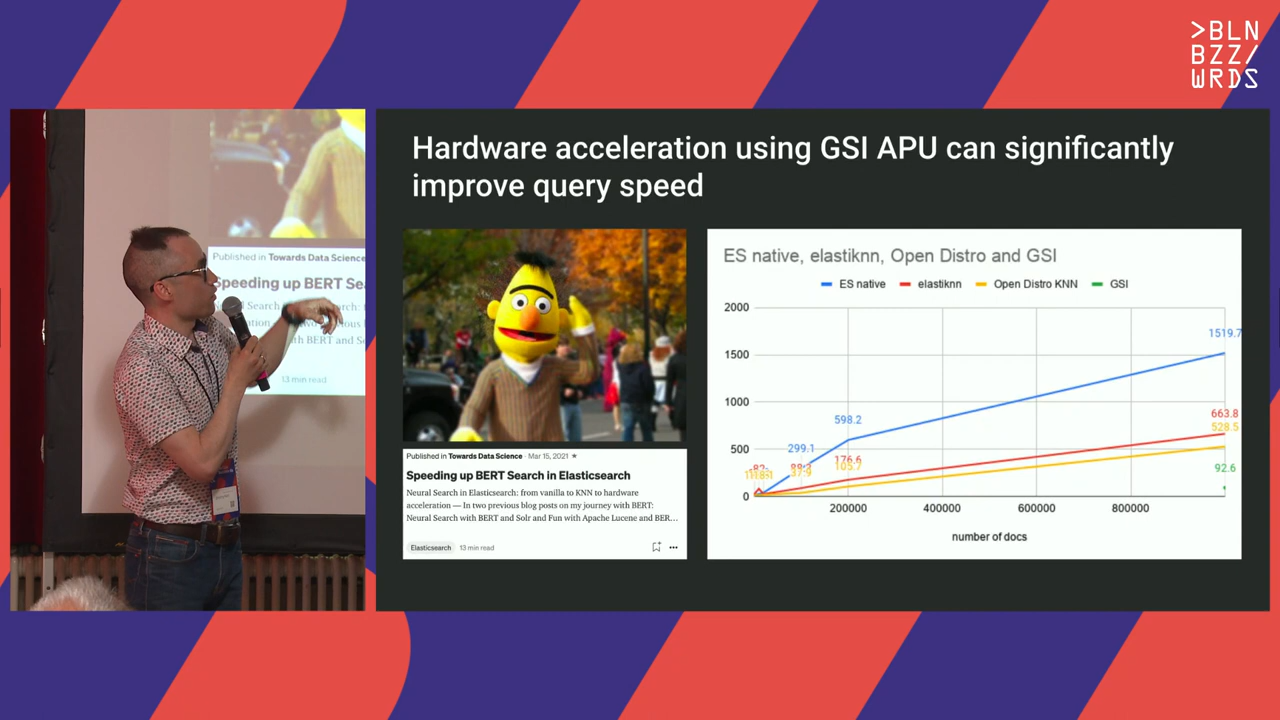 >BLN
BZZ/
WRDS
Published in Towards Data Science
Speeding up BERT Sea
13 min read
Hardware acceleration using GSI APU can significantly
improve query speed
Published in Towards Data Science · Mar 15, 2021 ★
Speeding up BERT Search in Elasticsearch
Neural Search in Elasticsearch: from vanilla to KNN to hardware
acceleration — In two previous blog posts on my journey with BERT:
Neural Search with BERT and Solr and Fun with Apache Lucene and BER...
Elasticsearch 13 min read
ES native, elastiknn, Open Distro and GSI
ES native elastiknn Open Distro KNN GSI
2000
1519.7
1500
1000
663.8
598.2
528.5
500
299.1
176.6
105.7
92.6
0
200000 400000 600000 800000
number of docs